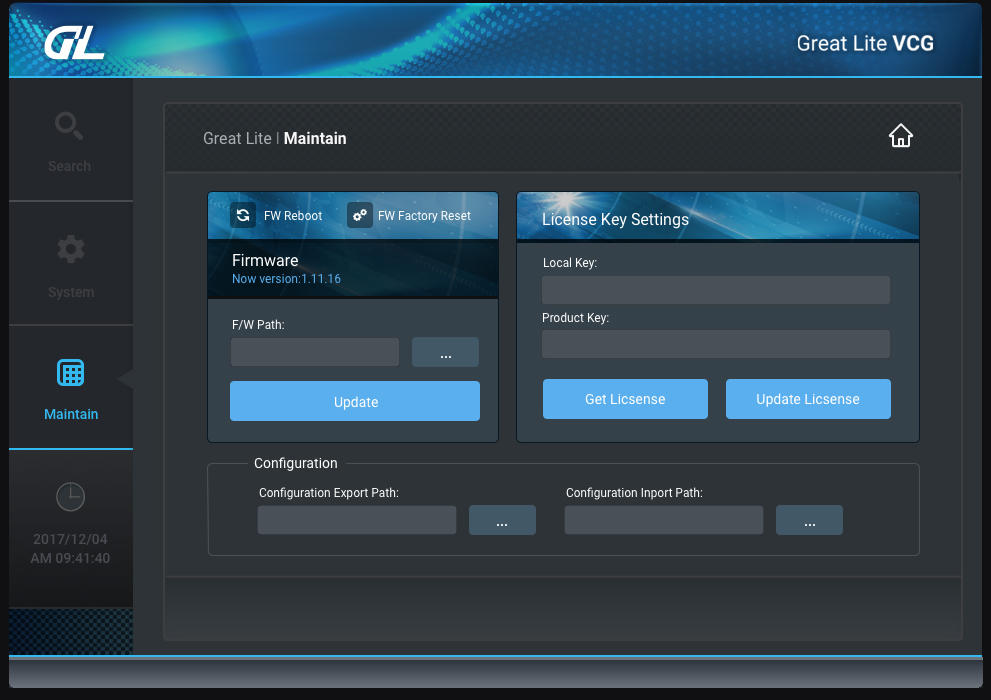 GL
Great Lite VCG
Search
System
Maintain
2017/12/04
AM 09:41:40
Great Lite | Maintain
FW Reboot
FW Factory Reset
Firmware
Now version:1.11.16
F/W Path:
...
Update
License Key Settings
Local Key:
Product Key:
Get Licsense
Update Licsense
Configuration
Configuration Export Path:
...
Configuration Inport Path:
...